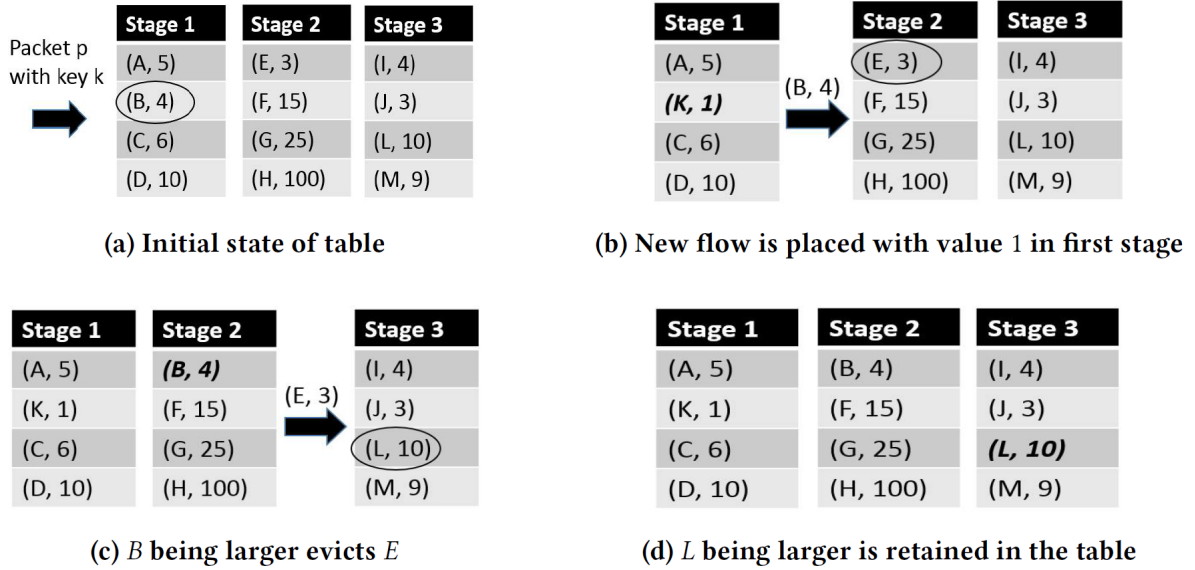 Packet p
with key k
Stage 1 Stage 2 Stage 3
(A, 5) (E, 3) (I, 4)
(B, 4) (F, 15) (J, 3)
(C, 6) (G, 25) (L, 10)
(D, 10) (H, 100) (M, 9)
(a) Initial state of table
Stage 1 Stage 2 Stage 3
(A, 5) (E, 3) (I, 4)
(K, 1) (B, 4) (F, 15) (J, 3)
(C, 6) (G, 25) (L, 10)
(D, 10) (H, 100) (M, 9)
(b) New flow is placed with value 1 in first stage
Stage 1 Stage 2 Stage 3
(A, 5) (B, 4) (I, 4)
(K, 1) (F, 15) (E, 3) (J, 3)
(C, 6) (G, 25) (L, 10)
(D, 10) (H, 100) (M, 9)
(c) B being larger evicts E
Stage 1 Stage 2 Stage 3
(A, 5) (B, 4) (I, 4)
(K, 1) (F, 15) (J, 3)
(C, 6) (G, 25) (L, 10)
(D, 10) (H, 100) (M, 9)
(d) L being larger is retained in the table